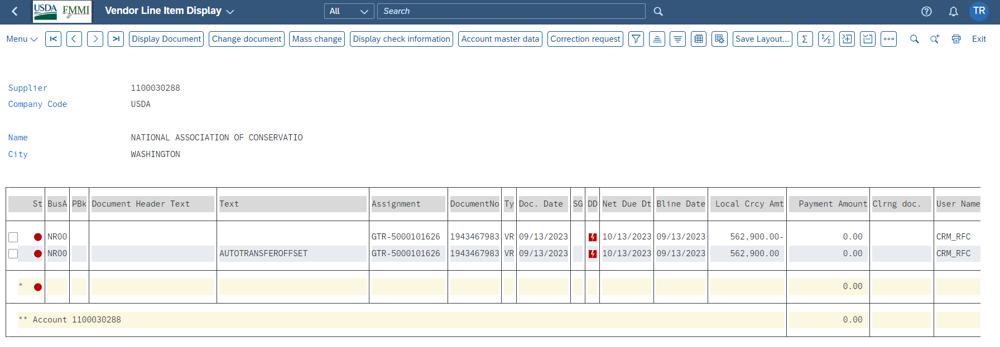 USDA FMMI Vendor Line Item Display All Search TR
Menu Display Document Change document Mass change Display check information Account master data Correction request Save Layout... Exit
Supplier 1100030288
Company Code USDA
Name NATIONAL ASSOCIATION OF CONSERVATIO
City WASHINGTON
St BusA PBk Document Header Text Text Assignment DocumentNo Ty Doc. Date SG DD Net Due Dt Bline Date Local Crcy Amt Payment Amount Clrng doc. User Name
NR00 GTR-5000101626 1943467983 VR 09/13/2023 10/13/2023 09/13/2023 562,900.00- 0.00 CRM_RFC
NR00 AUTOTRANSFEROFFSET GTR-5000101626 1943467983 VR 09/13/2023 10/13/2023 09/13/2023 562,900.00 0.00 CRM_RFC
* 0.00
** Account 1100030288 0.00